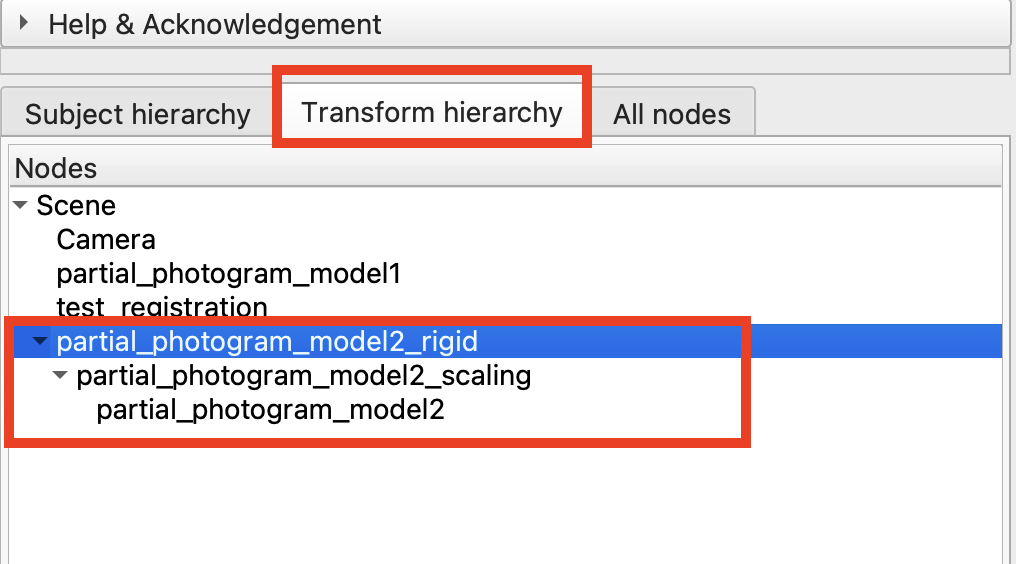 Help & Acknowledgement
Subject hierarchy Transform hierarchy All nodes
Nodes
Scene
Camera
partial_photogram_model1
test_registration
partial_photogram_model2_rigid
partial_photogram_model2_scaling
partial_photogram_model2